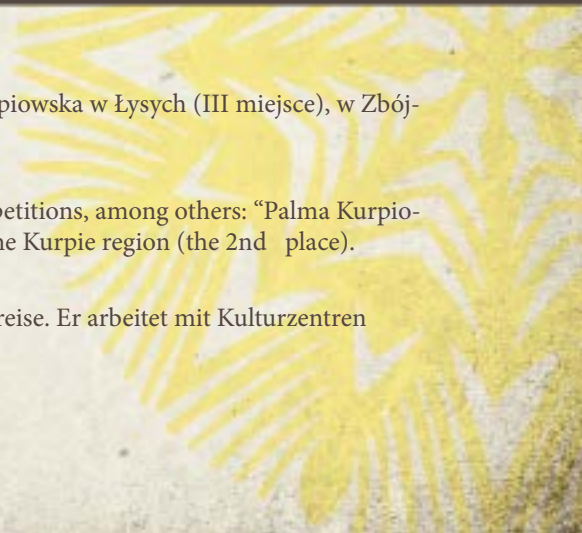 piowska w Łysych (III miejsce), w Zbój-
petitions, among others: “Palma Kurpio-
ne Kurpie region (the 2nd place).
reise. Er arbeitet mit Kulturzentren